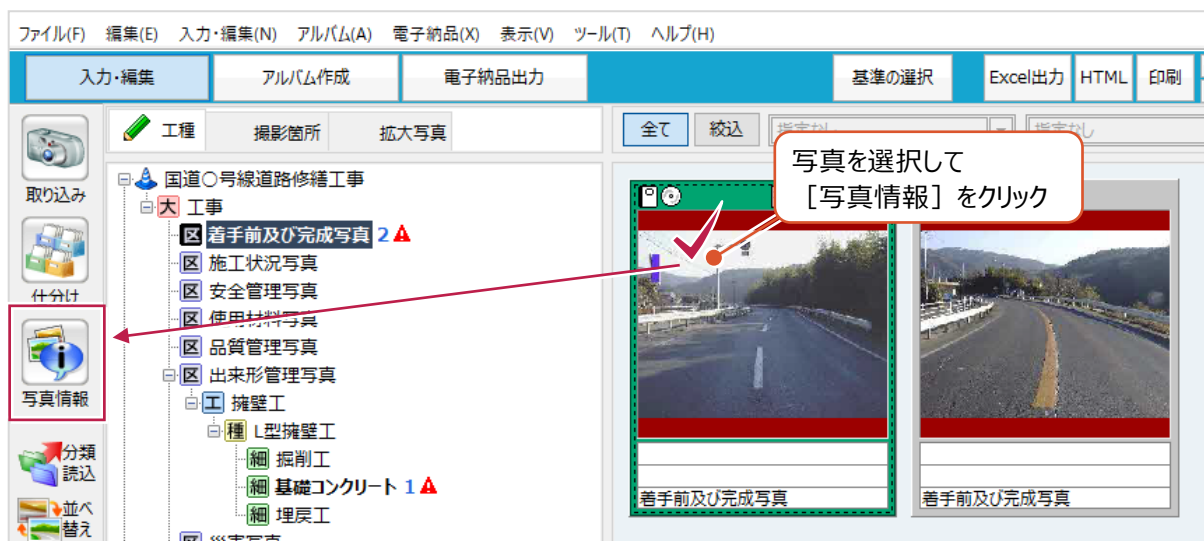 ファイル(F) 編集(E) 入力・編集(N) アルバム(A) 電子納品(X) 表示(V) ツール(T) ヘルプ(H)
入力・編集 アルバム作成 電子納品出力 基準の選択 Excel出力 HTML 印刷
工種 撮影箇所 拡大写真
全て 絞込 指定なし 指定なし
写真を選択して
［写真情報］をクリック
取り込み
仕分け
写真情報
分類
読込
並べ
替え
国道〇号線道路修繕工事
大 工事
区 着手前及び完成写真 2
区 施工状況写真
区 安全管理写真
区 使用材料写真
区 品質管理写真
区 出来形管理写真
工 擁壁工
種 L型擁壁工
細 掘削工
細 基礎コンクリート 1
細 埋戻工
区 災害写真
着手前及び完成写真
着手前及び完成写真